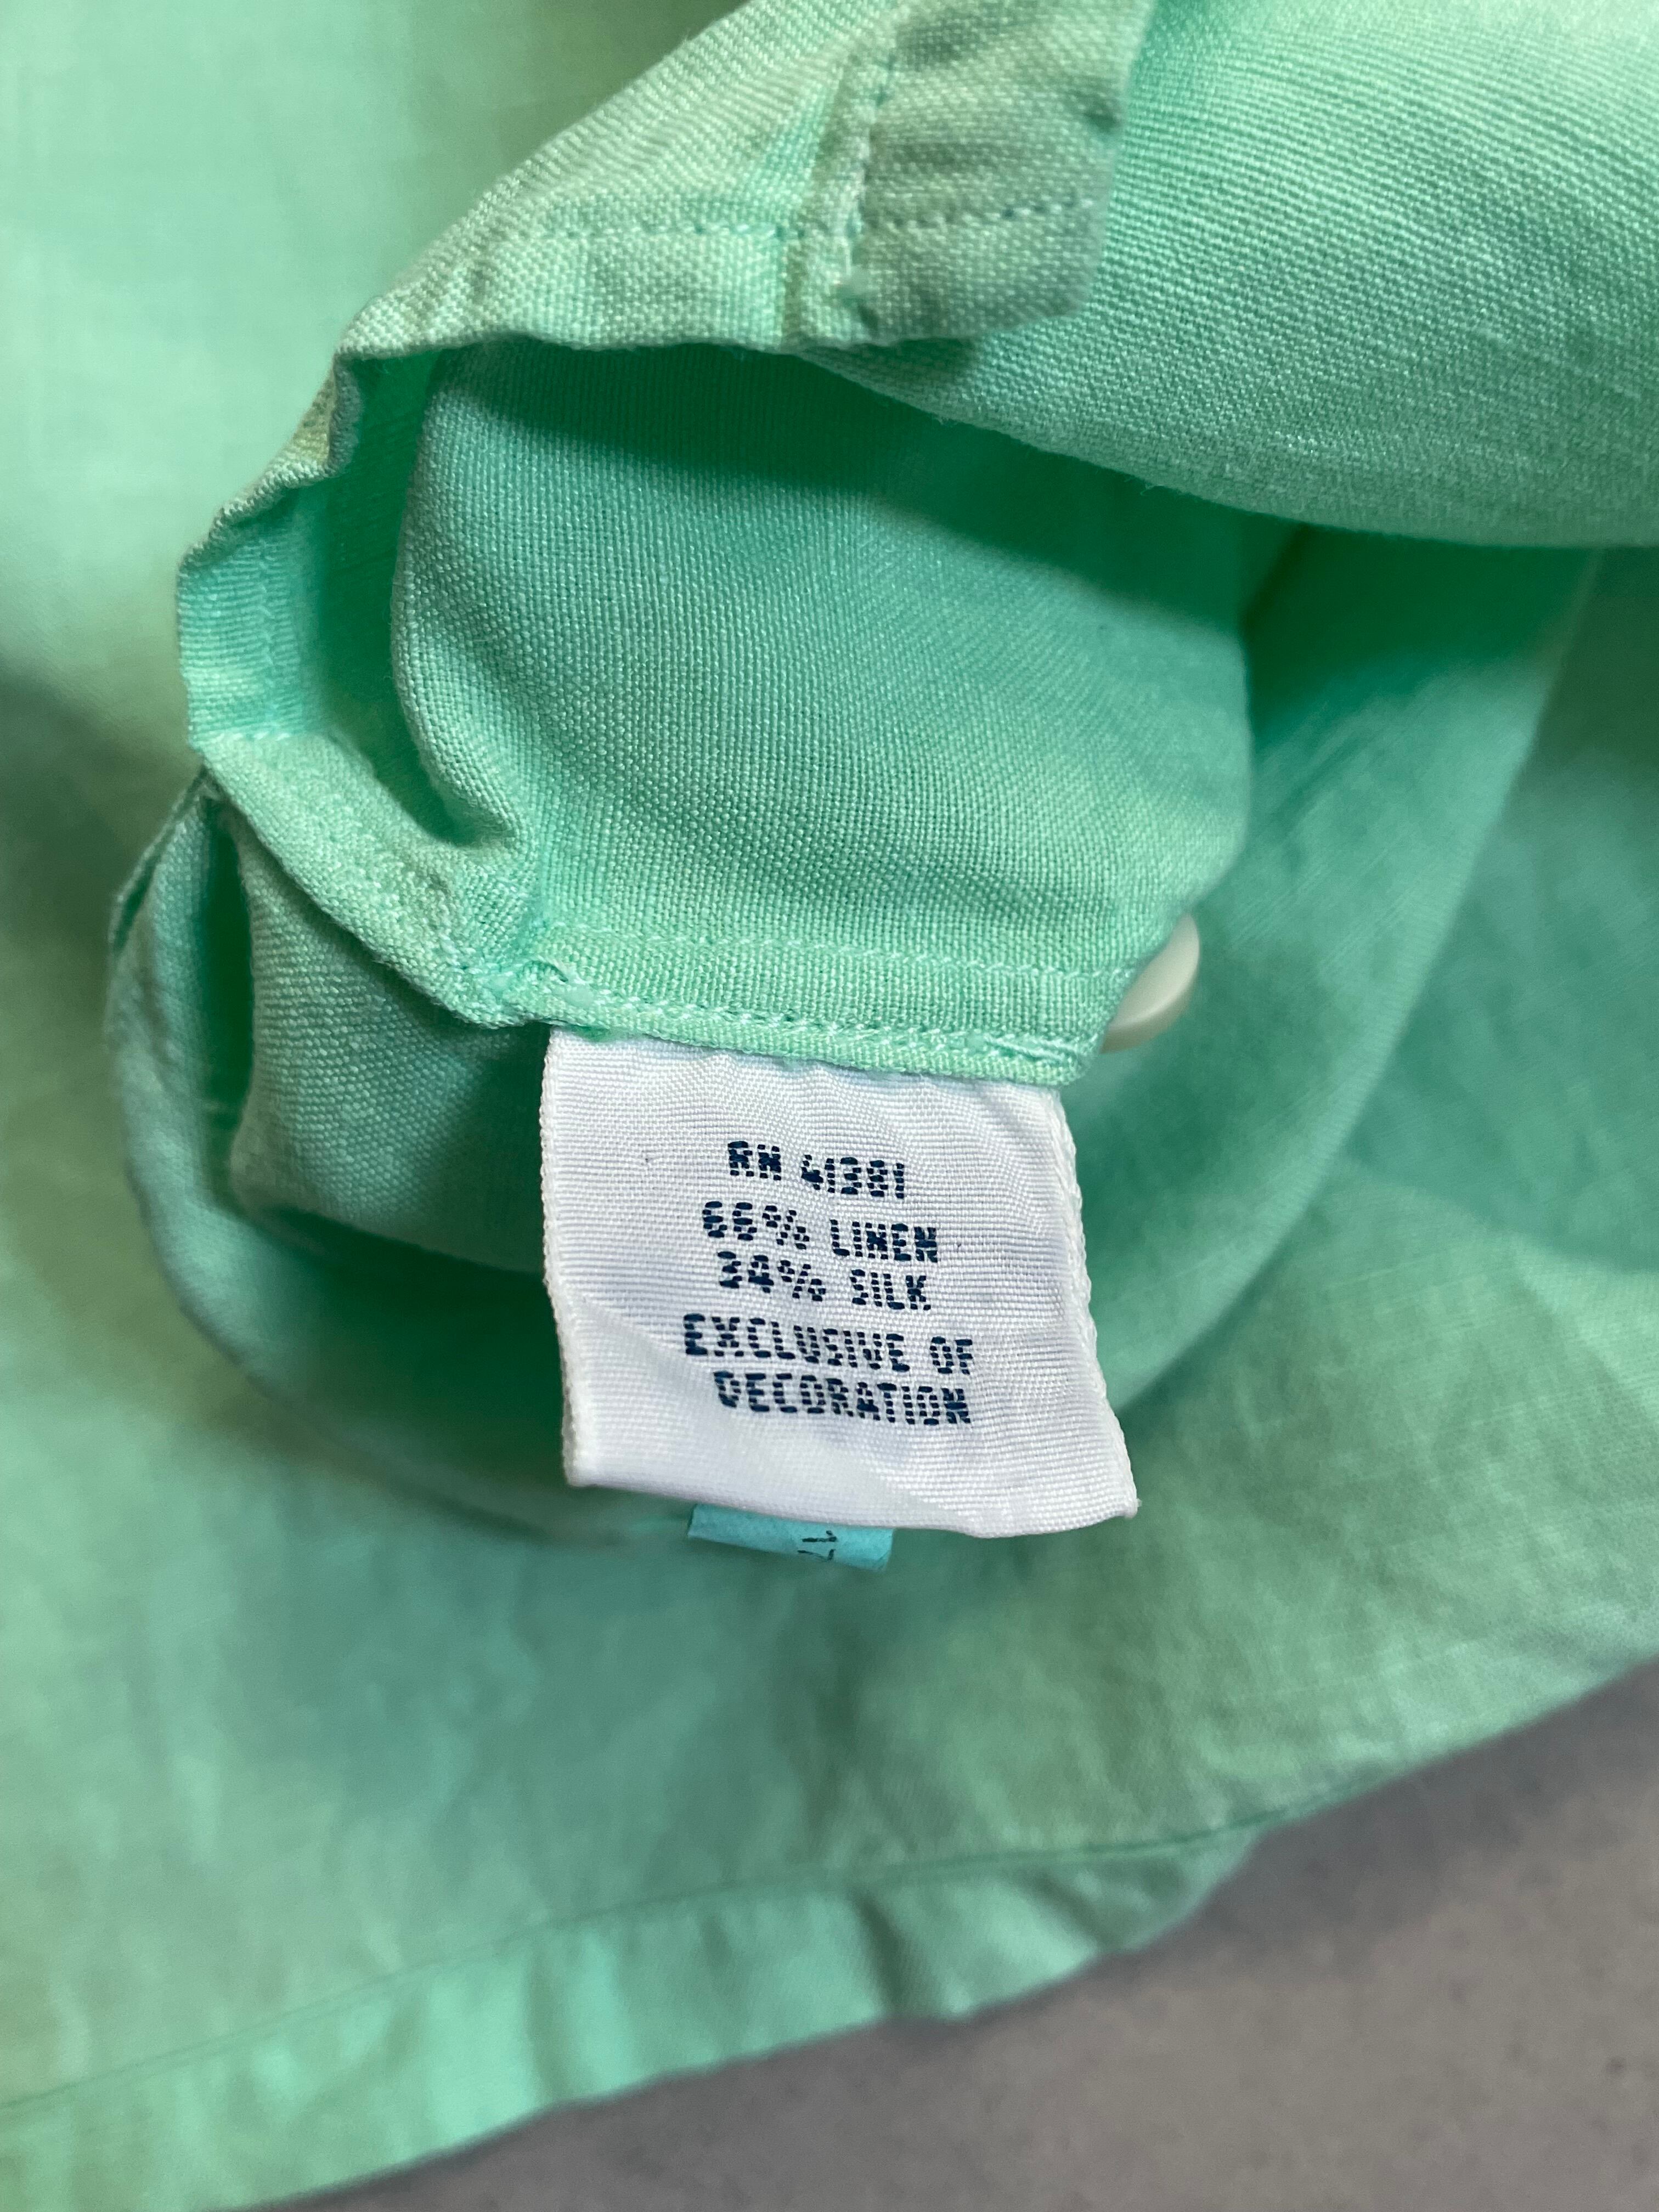 RN 41381
66% LINEN
34% SILK
EXCLUSIVE OF
DECORATION